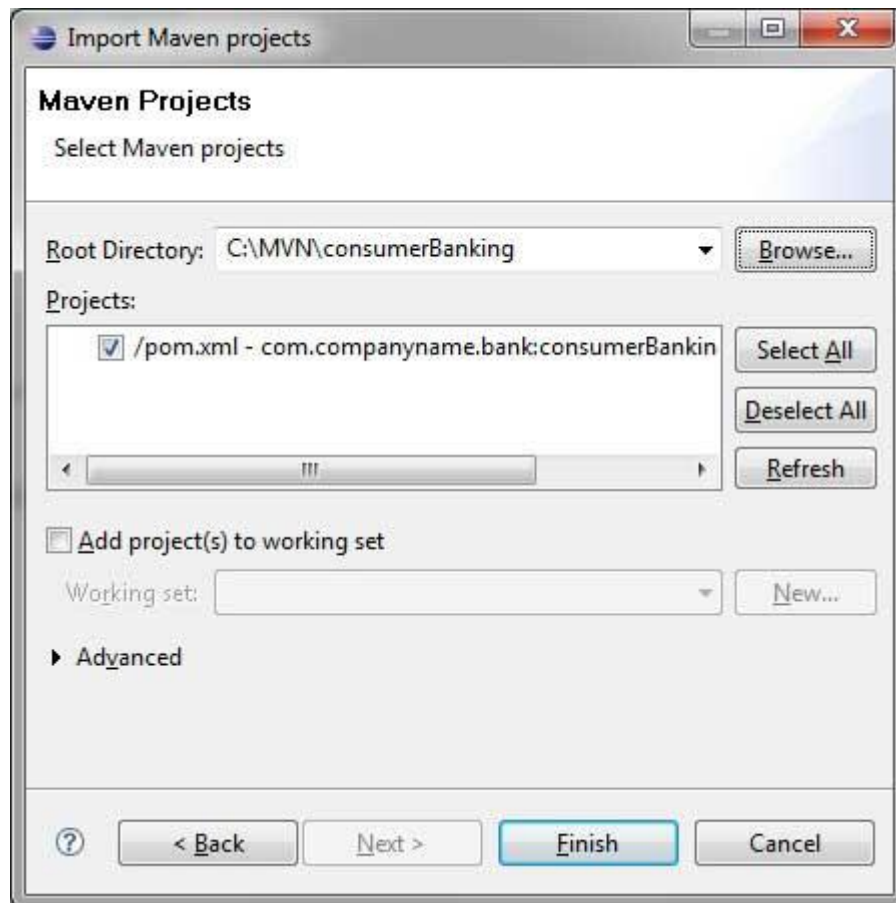 Import Maven projects
Maven Projects
Select Maven projects
Root Directory: C:\MVN\consumerBanking Browse...
Projects:
/pom.xml - com.companyname.bank:consumerBankin Select All
Deselect All
Refresh
Add project(s) to working set
Working set: New...
Advanced
? < Back Next > Finish Cancel